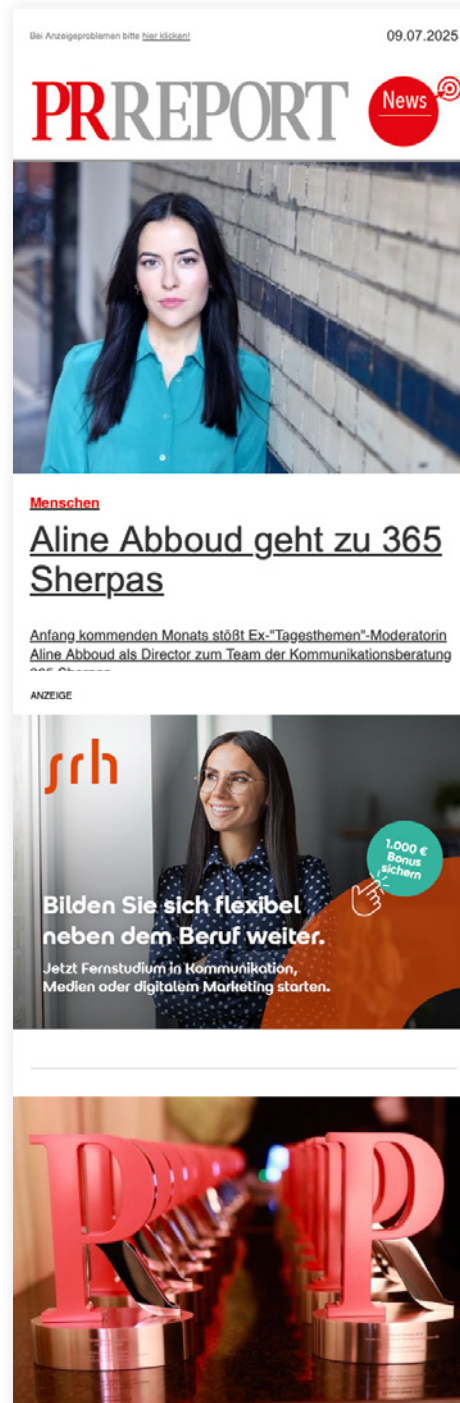 Bei Anzeigeproblemen bitte hier klicken!
09.07.2025
PRREPORT
News
Menschen
Aline Abboud geht zu 365
Sherpas
Anfang kommenden Monats stößt Ex-"Tagesthemen"-Moderatorin
Aline Abboud als Director zum Team der Kommunikationsberatung
365 Sherpas
ANZEIGE
srh
1.000 €
Bonus
sichern
Bilden Sie sich flexibel
neben dem Beruf weiter.
Jetzt Fernstudium in Kommunikation,
Medien oder digitalem Marketing starten.